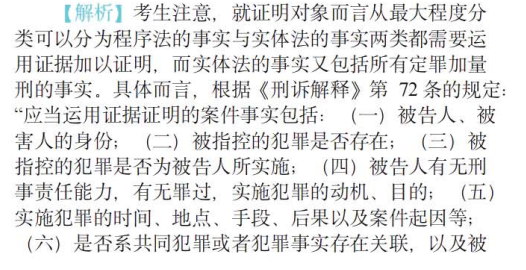 【解析】考生注意，就证明对象而言从最大程度分
类可以分为程序法的事实与实体法的事实两类都需要运
用证据加以证明，而实体法的事实又包括所有定罪加量
刑的事实。具体而言，根据《刑诉解释》第 72 条的规定：
“应当运用证据证明的案件事实包括：（一）被告人、被
害人的身份；（二）被指控的犯罪是否存在；（三）被
指控的犯罪是否为被告人所实施；（四）被告人有无刑
事责任能力，有无罪过，实施犯罪的动机、目的；（五）
实施犯罪的时间、地点、手段、后果以及案件起因等；
（六）是否系共同犯罪或者犯罪事实存在关联，以及被